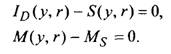 I_D(y, r) − S(y, r) = 0,
M(y, r) − M_S = 0.